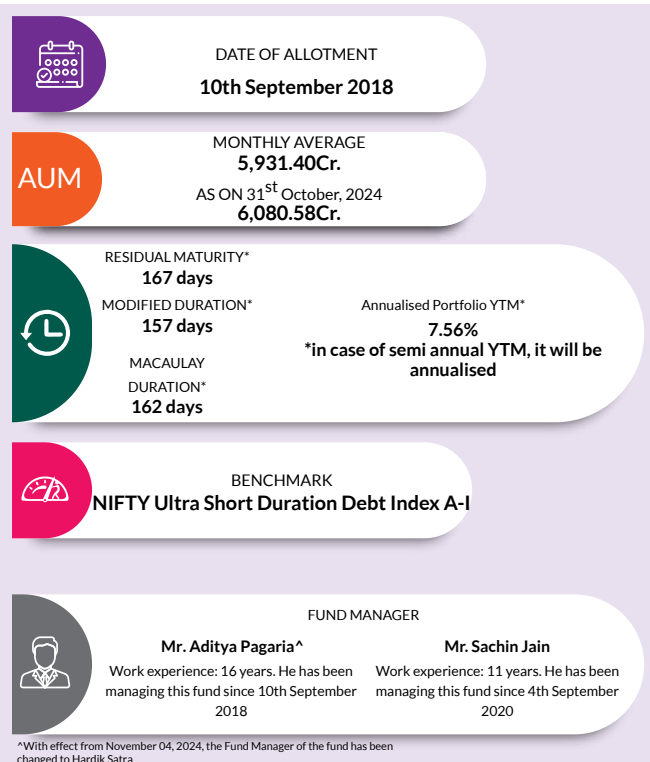 DATE OF ALLOTMENT
10th September 2018
AUM
MONTHLY AVERAGE
5,931.40Cr.
AS ON 31st October, 2024
6,080.58Cr.
RESIDUAL MATURITY*
167 days
MODIFIED DURATION*
157 days
MACAULAY
DURATION*
162 days
Annualised Portfolio YTM*
7.56%
*in case of semi annual YTM, it will be
annualised
BENCHMARK
NIFTY Ultra Short Duration Debt Index A-I
FUND MANAGER
Mr. Aditya Pagaria^
Work experience: 16 years. He has been
managing this fund since 10th September
2018
Mr. Sachin Jain
Work experience: 11 years. He has been
managing this fund since 4th September
2020
^With effect from November 04, 2024, the Fund Manager of the fund has been
changed to Hardik Satra